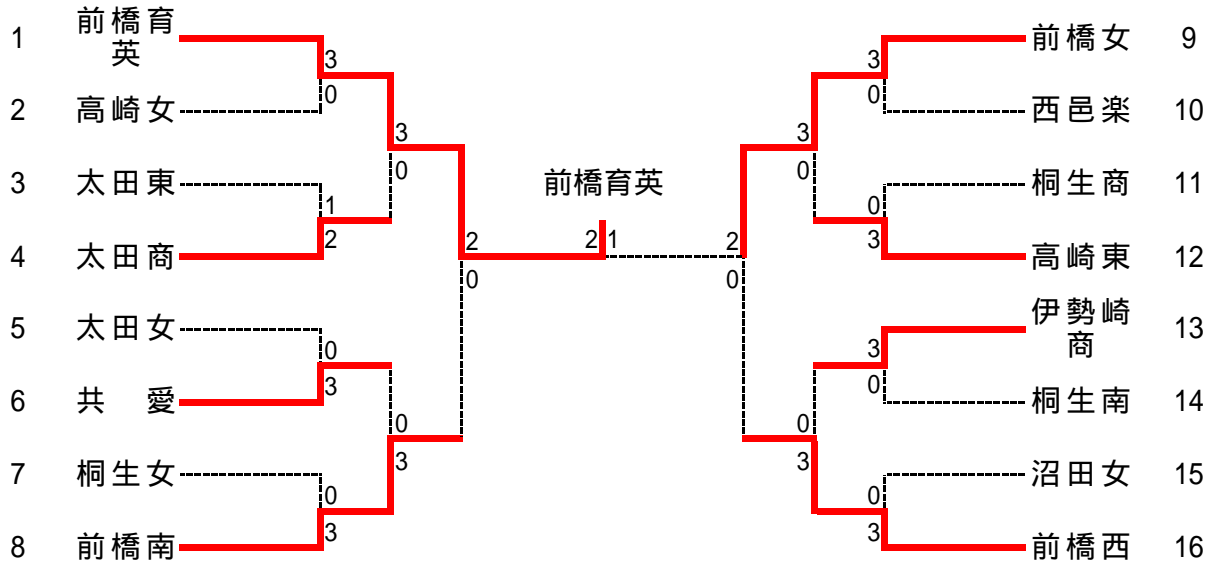 1 前橋育英
2 高崎女
3 太田東
4 太田商
5 太田女
6 共 愛
7 桐生女
8 前橋南
3
0
1
2
0
3
0
3
3
0
0
3
2
0
前橋育英
2 1
2
0
3
0
0
3
3
0
0
3
3
0
0
3
前橋女 9
西邑楽 10
桐生商 11
高崎東 12
伊勢崎商 13
桐生南 14
沼田女 15
前橋西 16